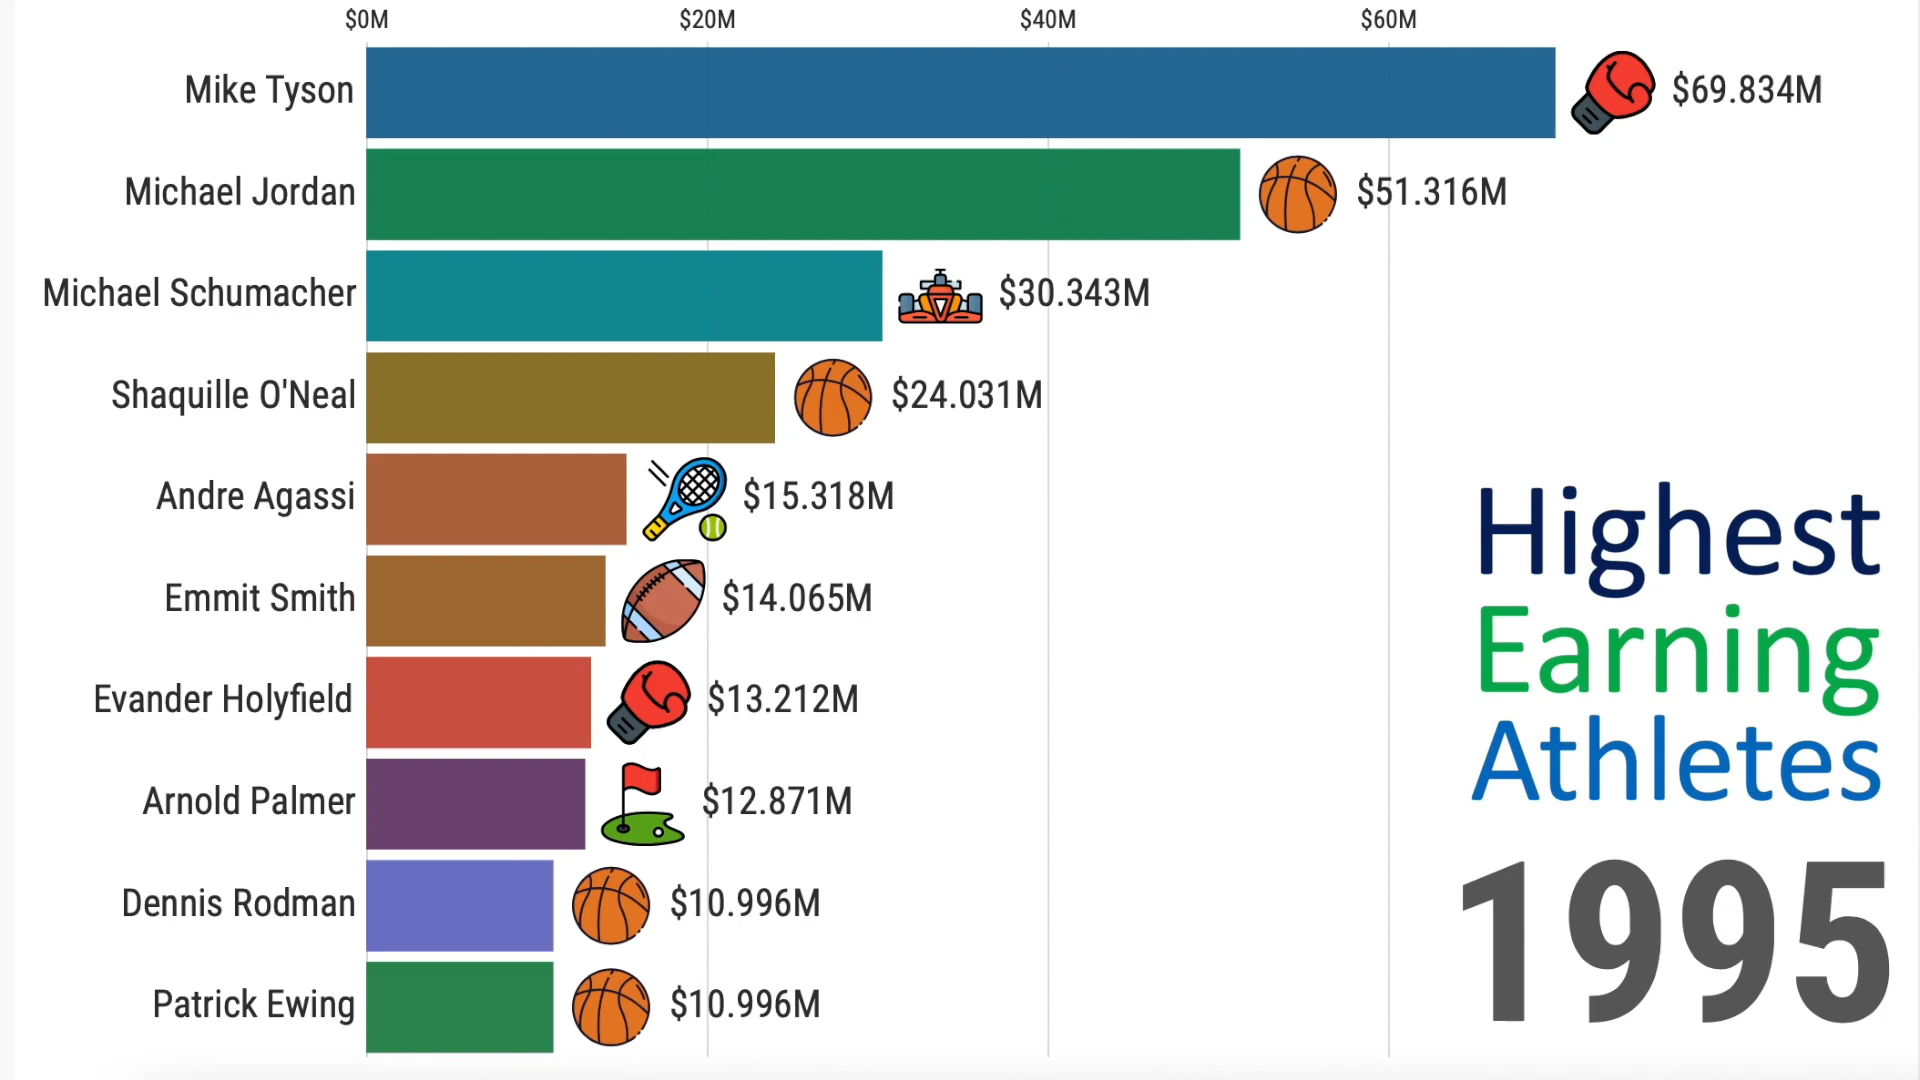 $0M $20M $40M $60M
Mike Tyson $69.834M
Michael Jordan $51.316M
Michael Schumacher $30.343M
Shaquille O'Neal $24.031M
Andre Agassi $15.318M
Emmit Smith $14.065M
Evander Holyfield $13.212M
Arnold Palmer $12.871M
Dennis Rodman $10.996M
Patrick Ewing $10.996M
Highest
Earning
Athletes
1995